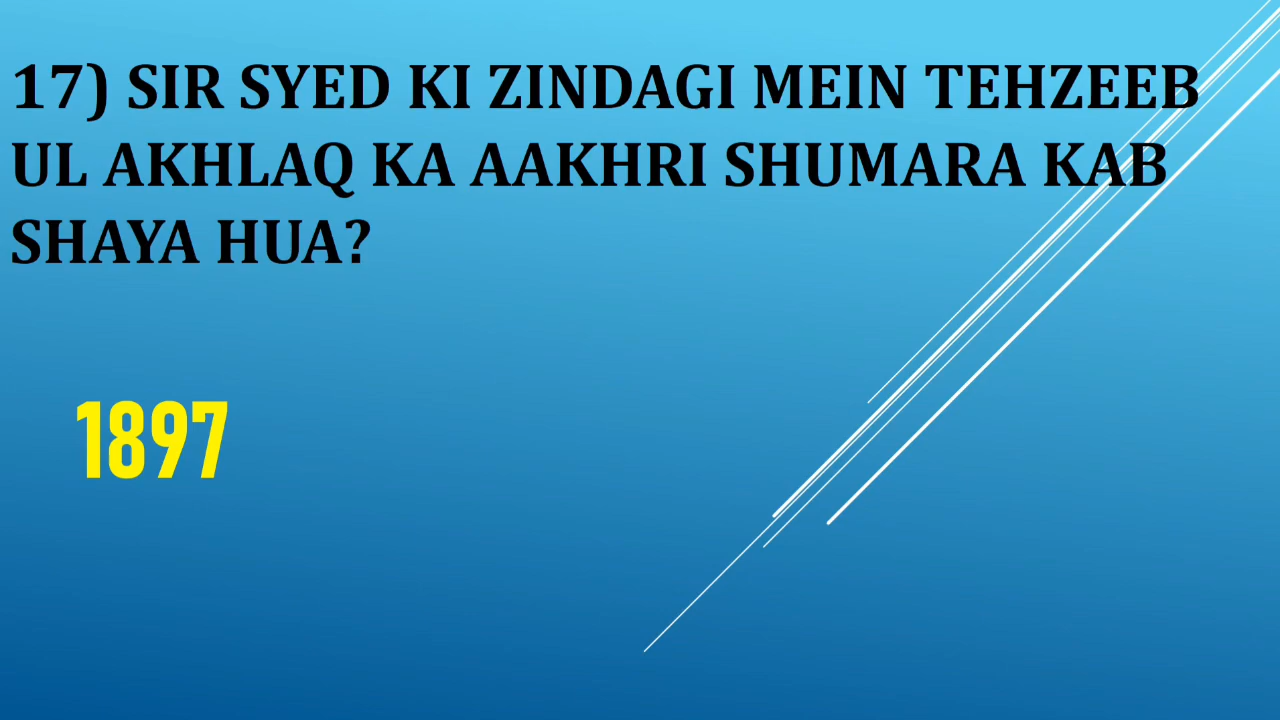 17) SIR SYED KI ZINDAGI MEIN TEHZEEB
UL AKHLAQ KA AAKHRI SHUMARA KAB
SHAYA HUA?
1897